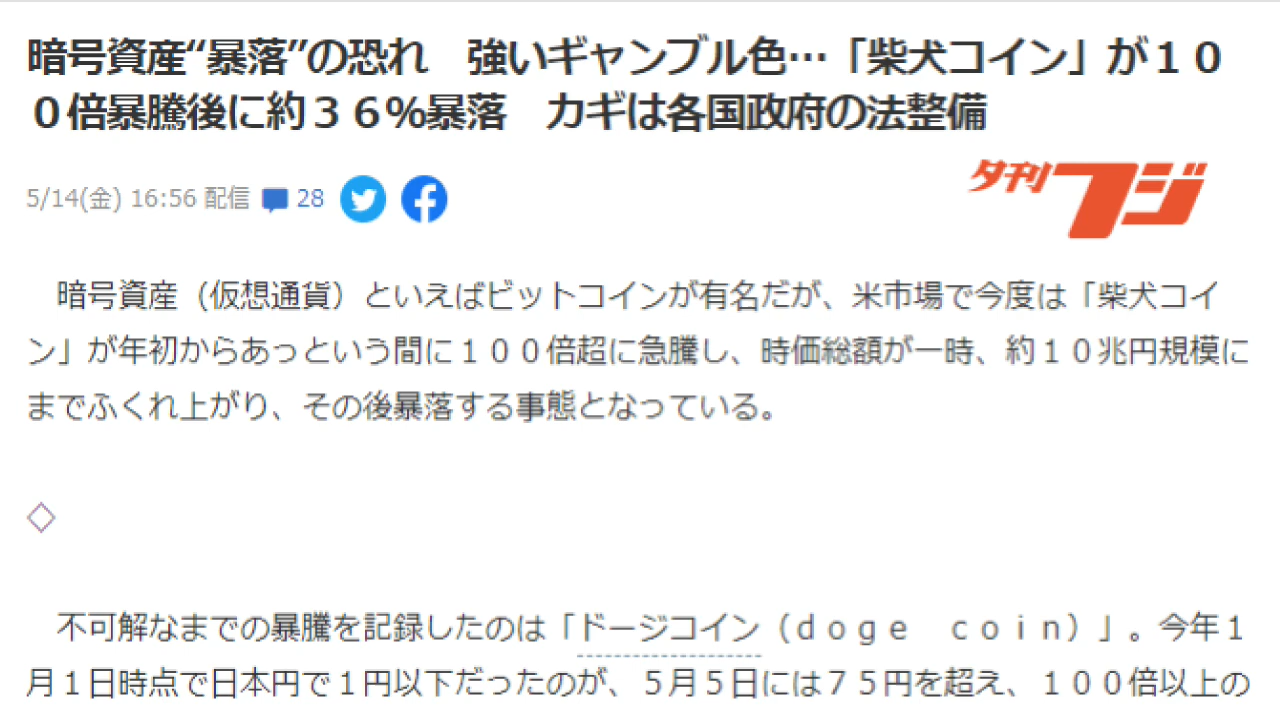 暗号資産“暴落”の恐れ　強いギャンブル色…「柴犬コイン」が１０
０倍暴騰後に約３６％暴落　カギは各国政府の法整備
5/14(金) 16:56 配信 28
夕刊フジ
　暗号資産（仮想通貨）といえばビットコインが有名だが、米市場で今度は「柴犬コイ
ン」が年初からあっという間に１００倍超に急騰し、時価総額が一時、約１０兆円規模に
までふくれ上がり、その後暴落する事態となっている。
◇
　不可解なまでの暴騰を記録したのは「ドージコイン（ｄｏｇｅ　ｃｏｉｎ）」。今年１
月１日時点で日本円で１円以下だったのが、５月５日には７５円を超え、１００倍以上の